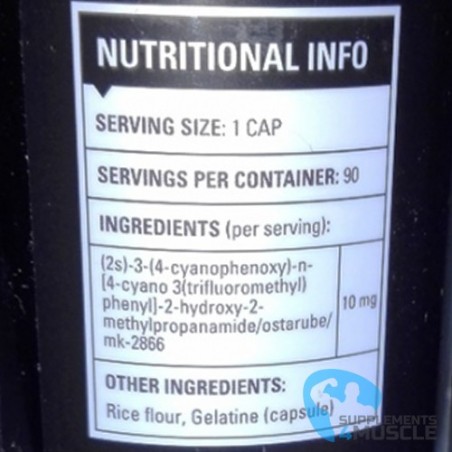 NUTRITIONAL INFO
SERVING SIZE: 1 CAP
SERVINGS PER CONTAINER: 90
INGREDIENTS (per serving):
(2s)-3-(4-cyanophenoxy)-n-
[4-cyano 3(trifluoromethyl)
phenyl]-2-hydroxy-2-
methylpropanamide/ostarube/
mk-2866
10 mg
OTHER INGREDIENTS:
Rice flour, Gelatine (capsule)
SUPPLEMENTS
4MUSCLE